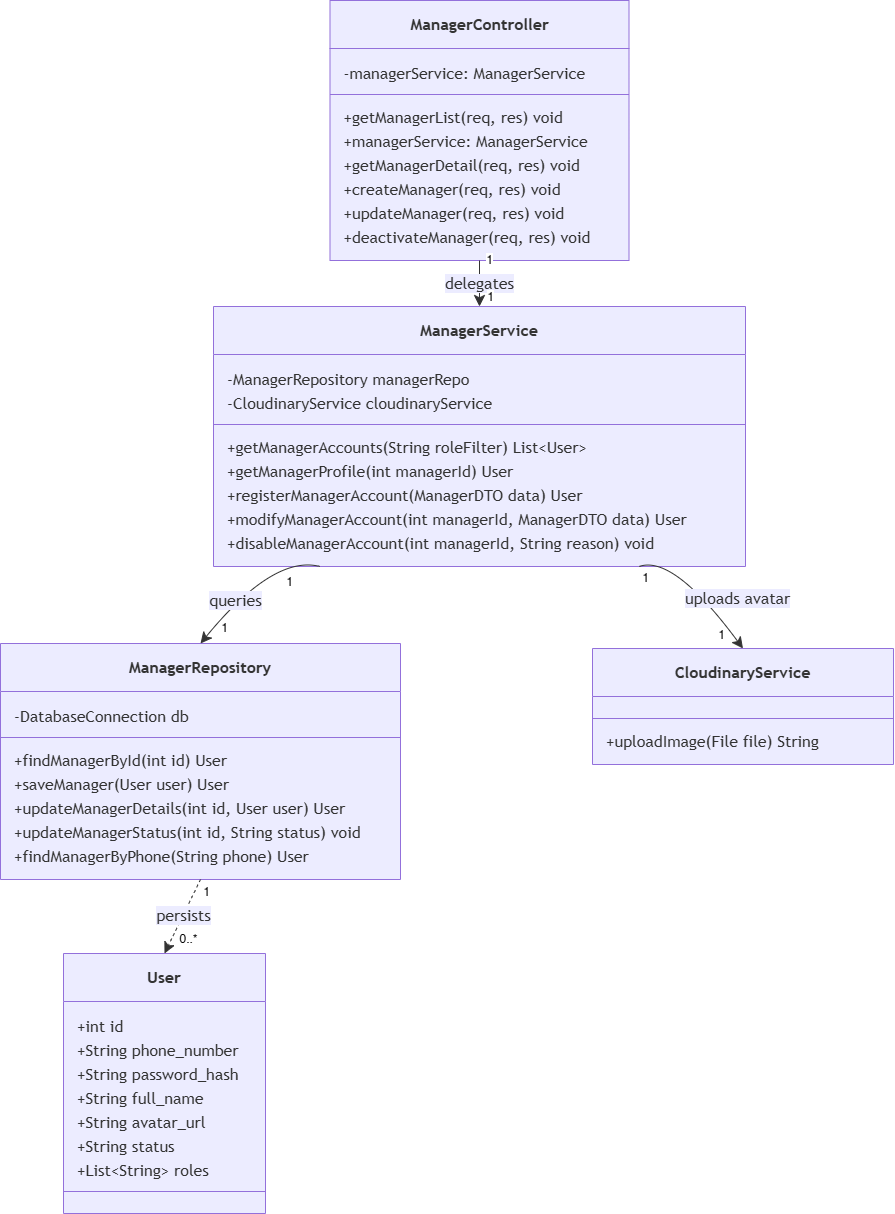 ManagerController
-managerService: ManagerService
+getManagerList(req, res) void
+managerService: ManagerService
+getManagerDetail(req, res) void
+createManager(req, res) void
+updateManager(req, res) void
+deactivateManager(req, res) void
1
delegates
1
ManagerService
-ManagerRepository managerRepo
-CloudinaryService cloudinaryService
+getManagerAccounts(String roleFilter) List<User>
+getManagerProfile(int managerId) User
+registerManagerAccount(ManagerDTO data) User
+modifyManagerAccount(int managerId, ManagerDTO data) User
+disableManagerAccount(int managerId, String reason) void
1
queries
1
1
uploads avatar
1
ManagerRepository
-DatabaseConnection db
+findManagerById(int id) User
+saveManager(User user) User
+updateManagerDetails(int id, User user) User
+updateManagerStatus(int id, String status) void
+findManagerByPhone(String phone) User
CloudinaryService
+uploadImage(File file) String
1
persists
0..*
User
+int id
+String phone_number
+String password_hash
+String full_name
+String avatar_url
+String status
+List<String> roles